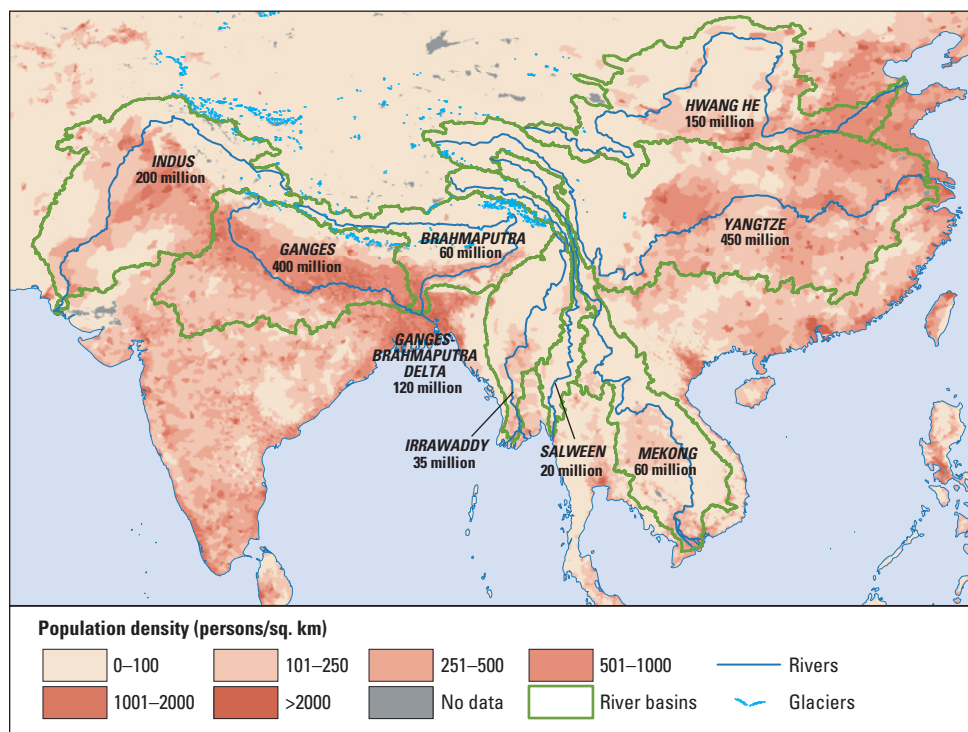 HWANG HE
150 million
INDUS
200 million
YANGTZE
450 million
BRAHMAPUTRA
60 million
GANGES
400 million
GANGES-
BRAHMAPUTRA
DELTA
120 million
IRRAWADDY
35 million
SALWEEN
20 million
MEKONG
60 million
Population density (persons/sq. km)
0–100
101–250
251–500
501–1000
Rivers
1001–2000
>2000
No data
River basins
Glaciers